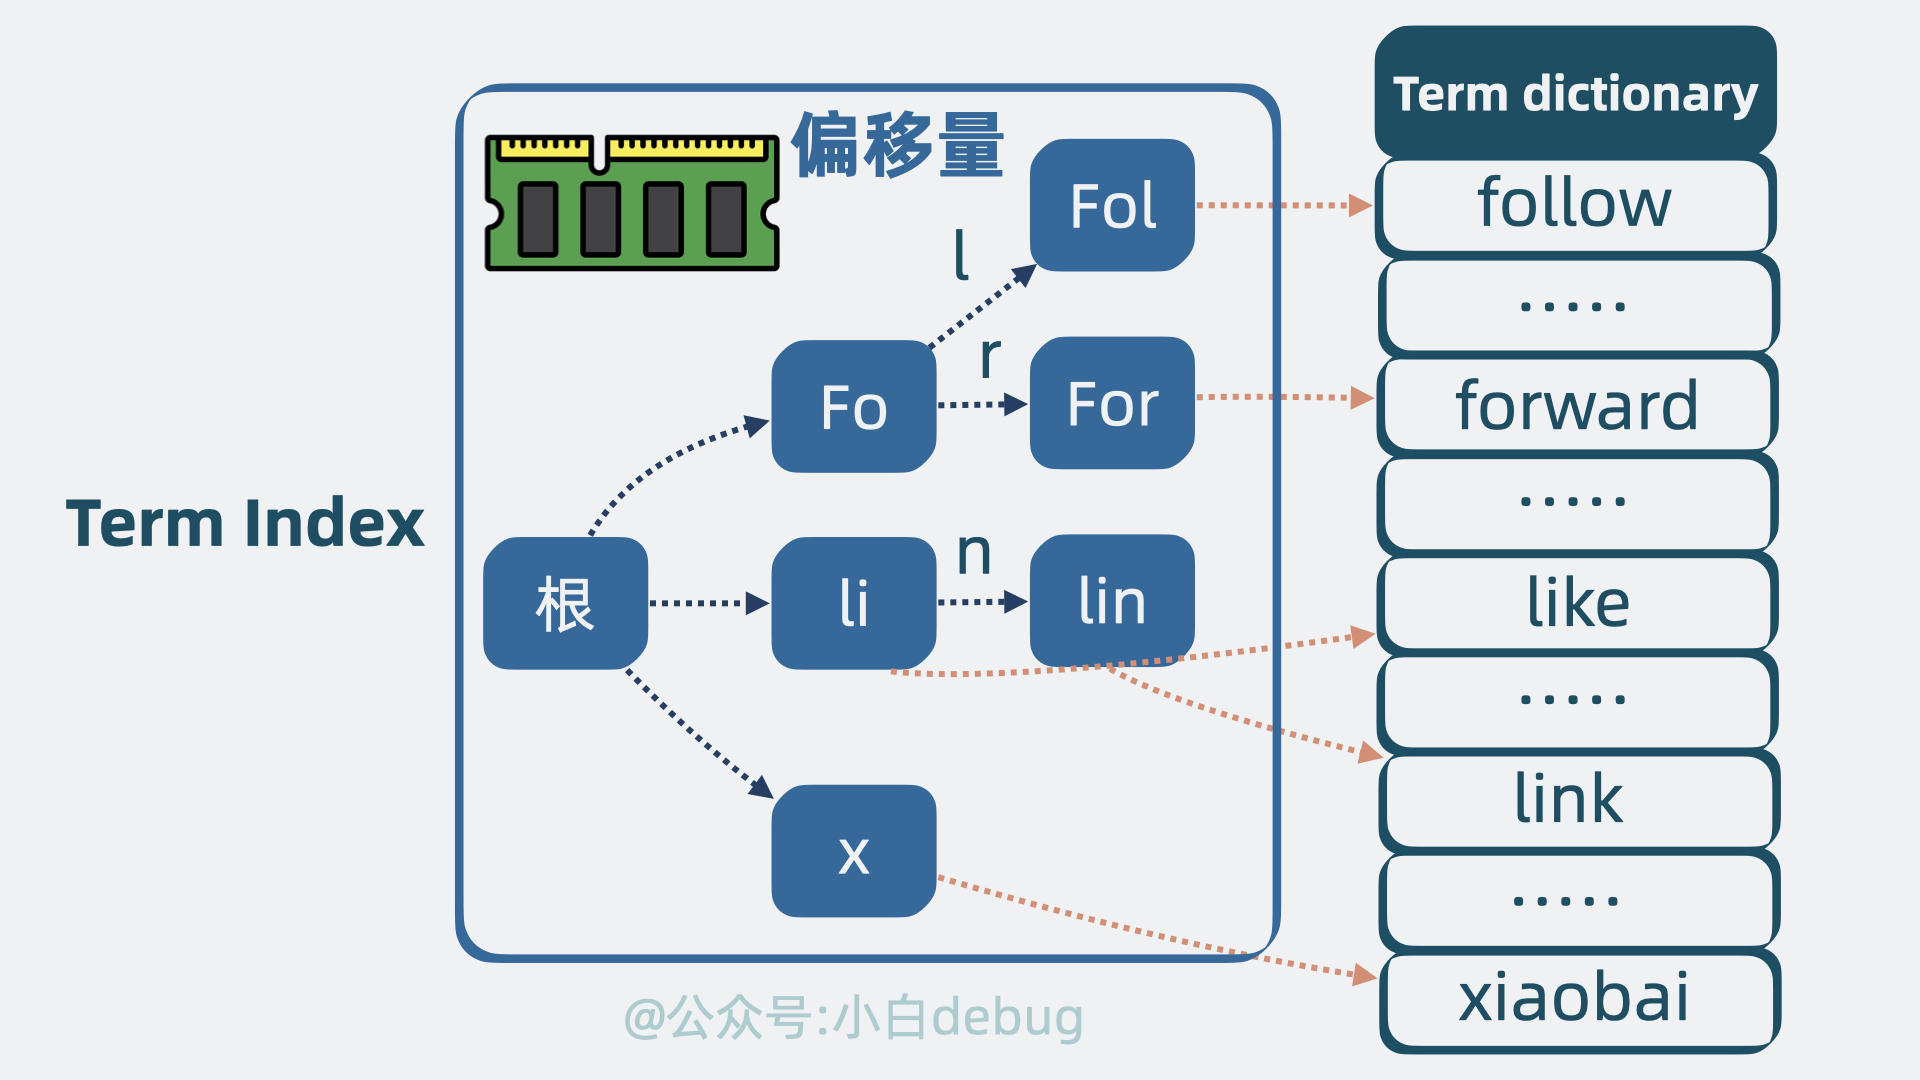 Term Index
偏移量
根
Fo
l
Fol
r
For
li
n
lin
x
Term dictionary
follow
.....
forward
.....
like
.....
link
.....
xiaobai
@公众号:小白debug